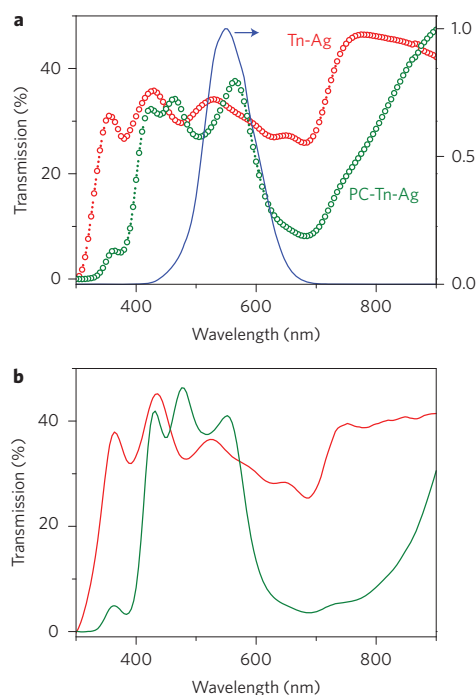 a
Tn-Ag
PC-Tn-Ag
Transmission (%)
40
20
0
1.0
0.5
1.0
400 600 800
Wavelength (nm)
b
Transmission (%)
40
20
0
400 600 800
Wavelength (nm)